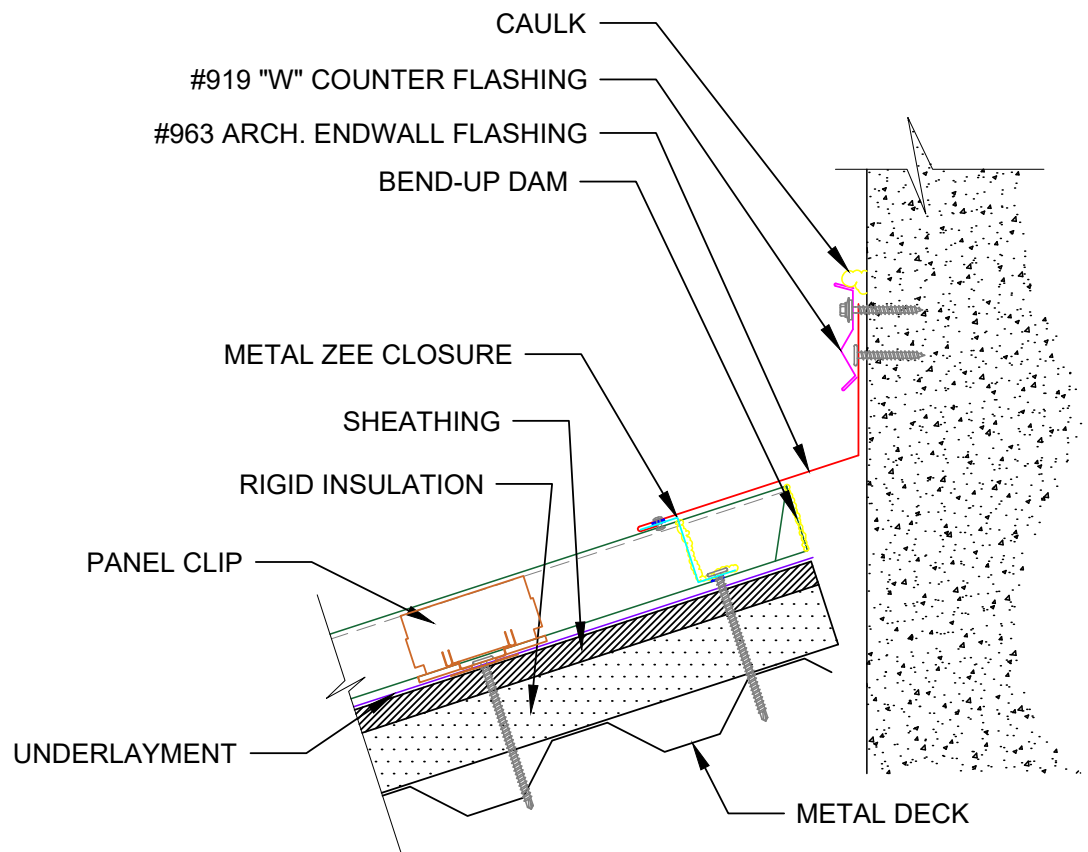 CAULK
#919 "W" COUNTER FLASHING
#963 ARCH. ENDWALL FLASHING
BEND-UP DAM
METAL ZEE CLOSURE
SHEATHING
RIGID INSULATION
PANEL CLIP
UNDERLAYMENT
METAL DECK